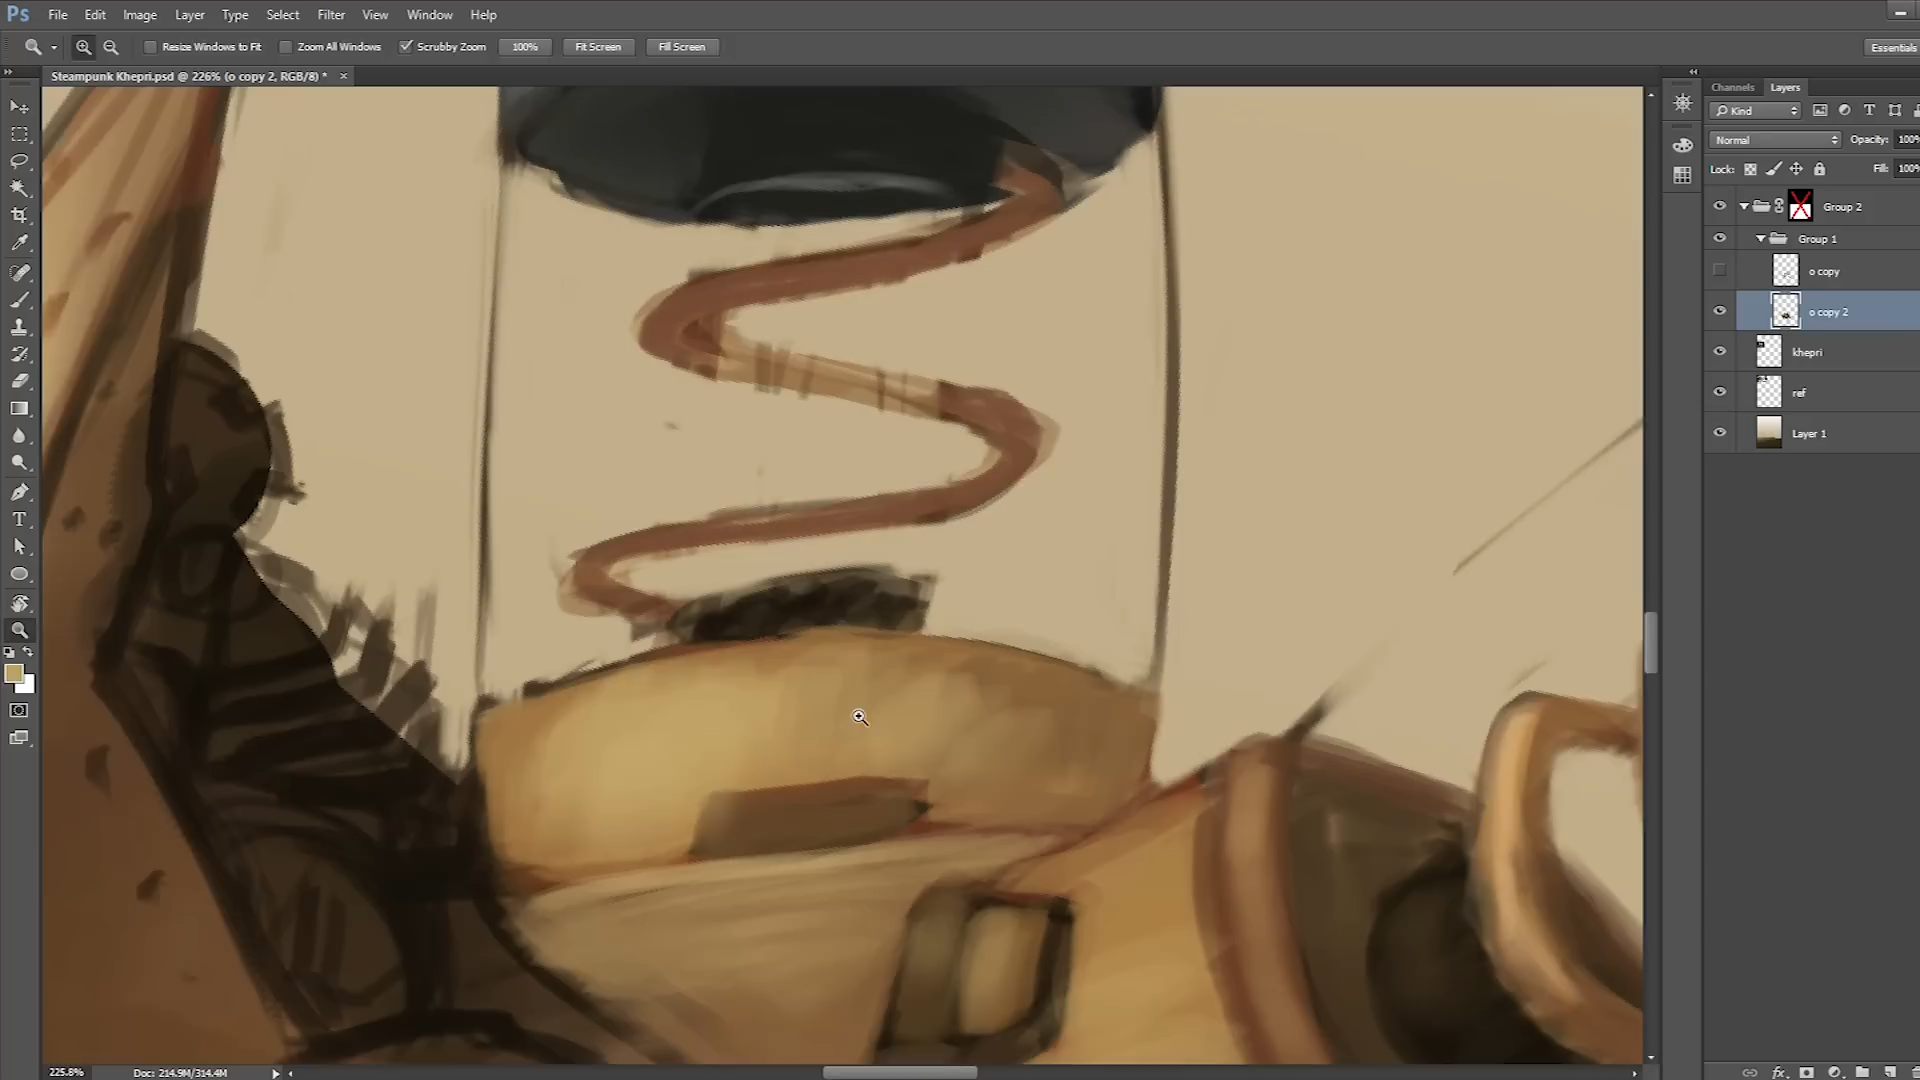 Ps File Edit Image Layer Type Select Filter View Window Help
Resize Windows to Fit Zoom All Windows Scrubby Zoom 100% Fit Screen Fill Screen Essentials
Steampunk Khepri.psd @ 226% (o copy 2, RGB/8) * ×
Channels Layers
Kind T
Normal Opacity: 100%
Lock: Fill: 100%
Group 2
Group 1
o copy
o copy 2
khepri
ref
Layer 1
T
225.8% Doc: 214.9M/314.4M
fx